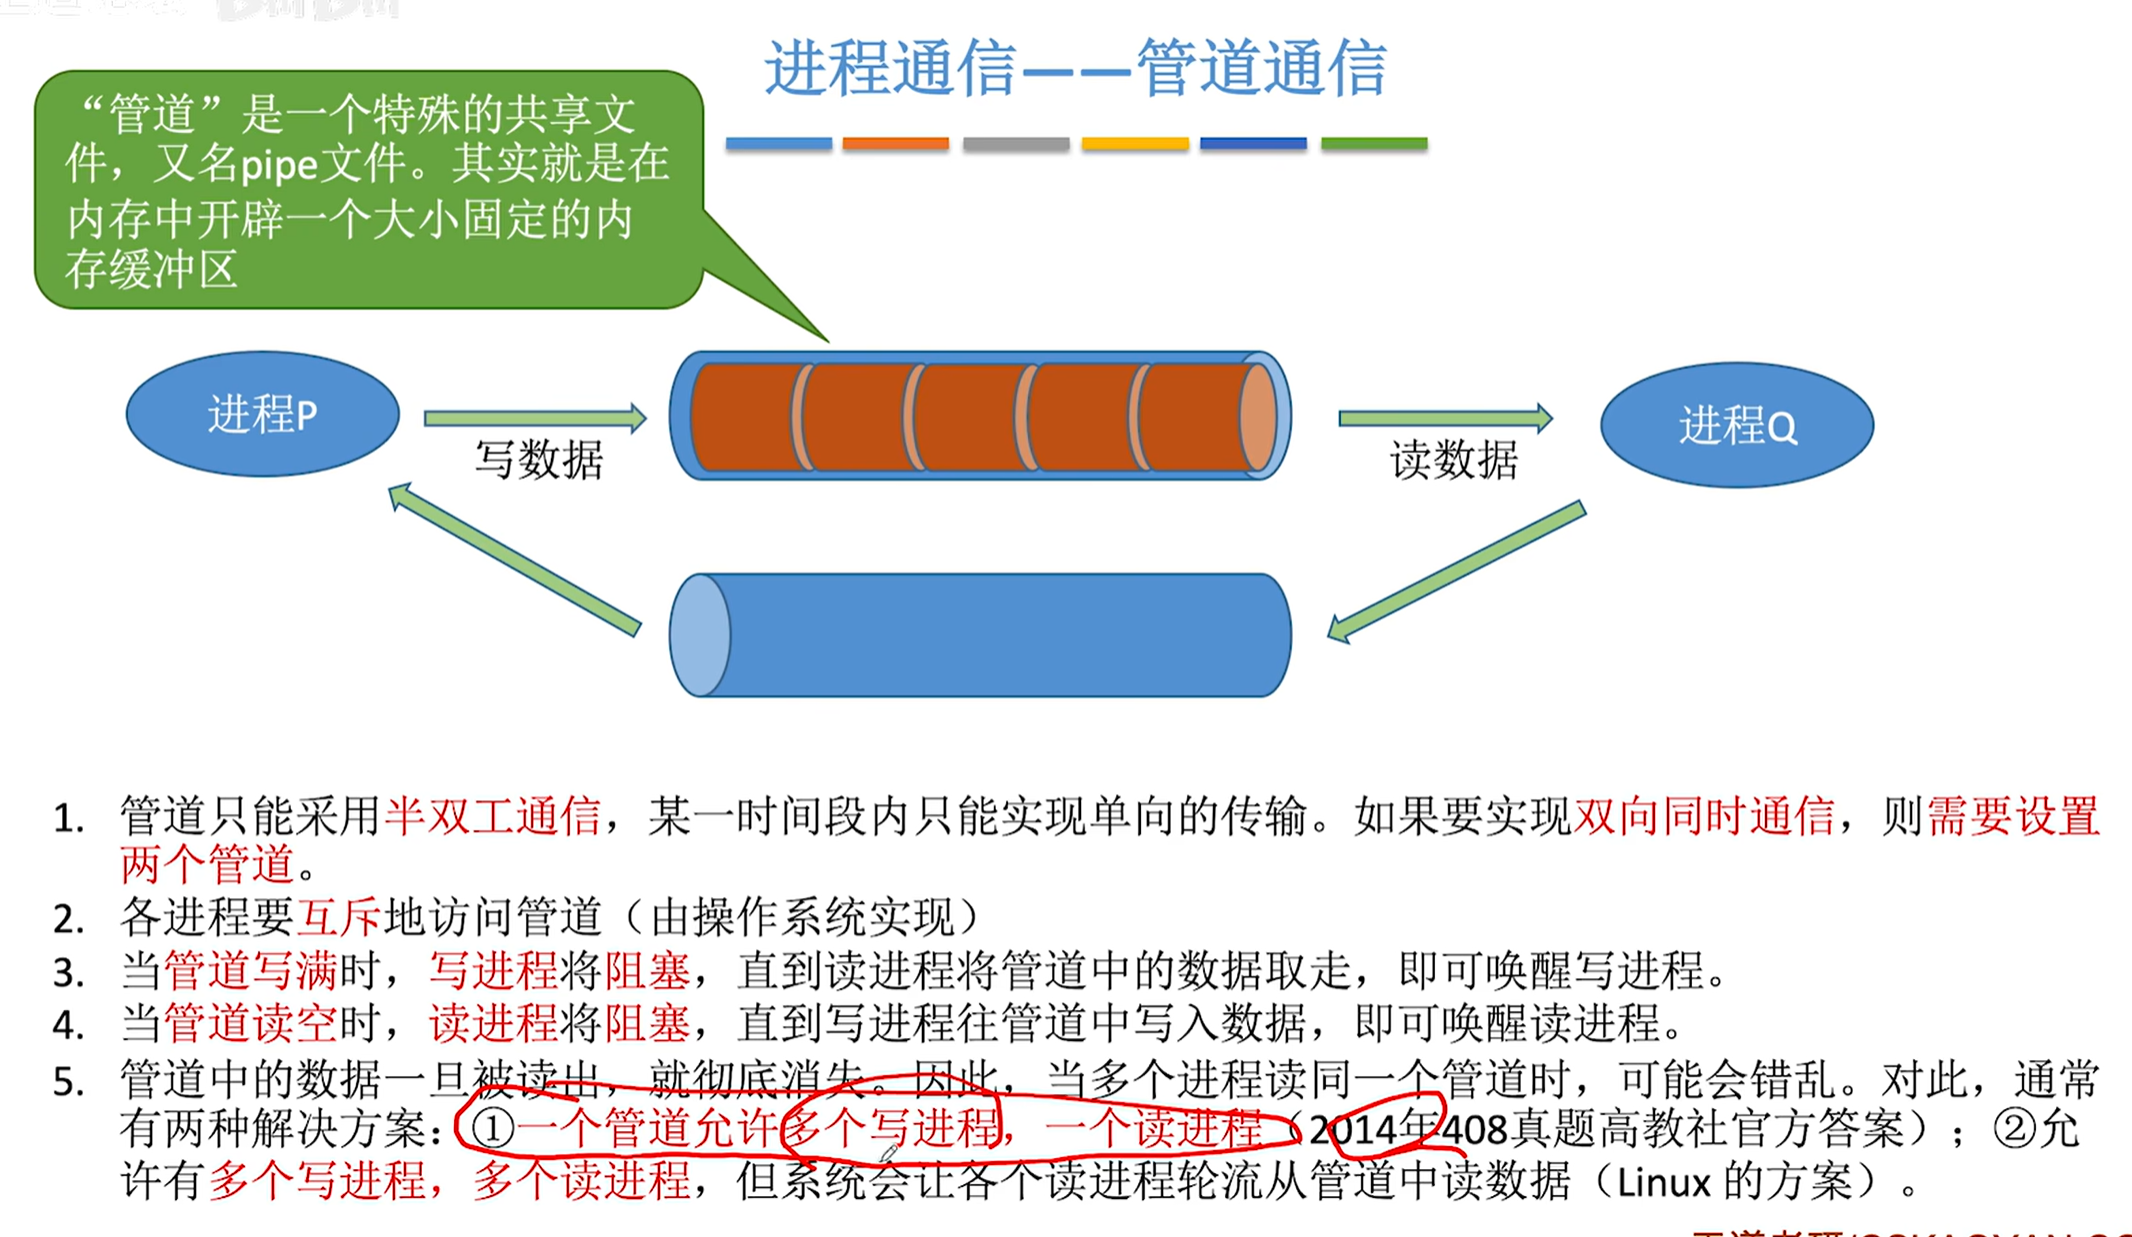 进程通信——管道通信
“管道”是一个特殊的共享文
件，又名pipe文件。其实就是在
内存中开辟一个大小固定的内
存缓冲区
进程P
写数据
读数据
进程Q
1. 管道只能采用半双工通信，某一时间段内只能实现单向的传输。如果要实现双向同时通信，则需要设置
两个管道。
2. 各进程要互斥地访问管道（由操作系统实现）
3. 当管道写满时，写进程将阻塞，直到读进程将管道中的数据取走，即可唤醒写进程。
4. 当管道读空时，读进程将阻塞，直到写进程往管道中写入数据，即可唤醒读进程。
5. 管道中的数据一旦被读出，就彻底消失。因此，当多个进程读同一个管道时，可能会错乱。对此，通常
有两种解决方案：①一个管道允许多个写进程，一个读进程（2014年408真题高教社官方答案）；②允
许有多个写进程，多个读进程，但系统会让各个读进程轮流从管道中读数据（Linux 的方案）。